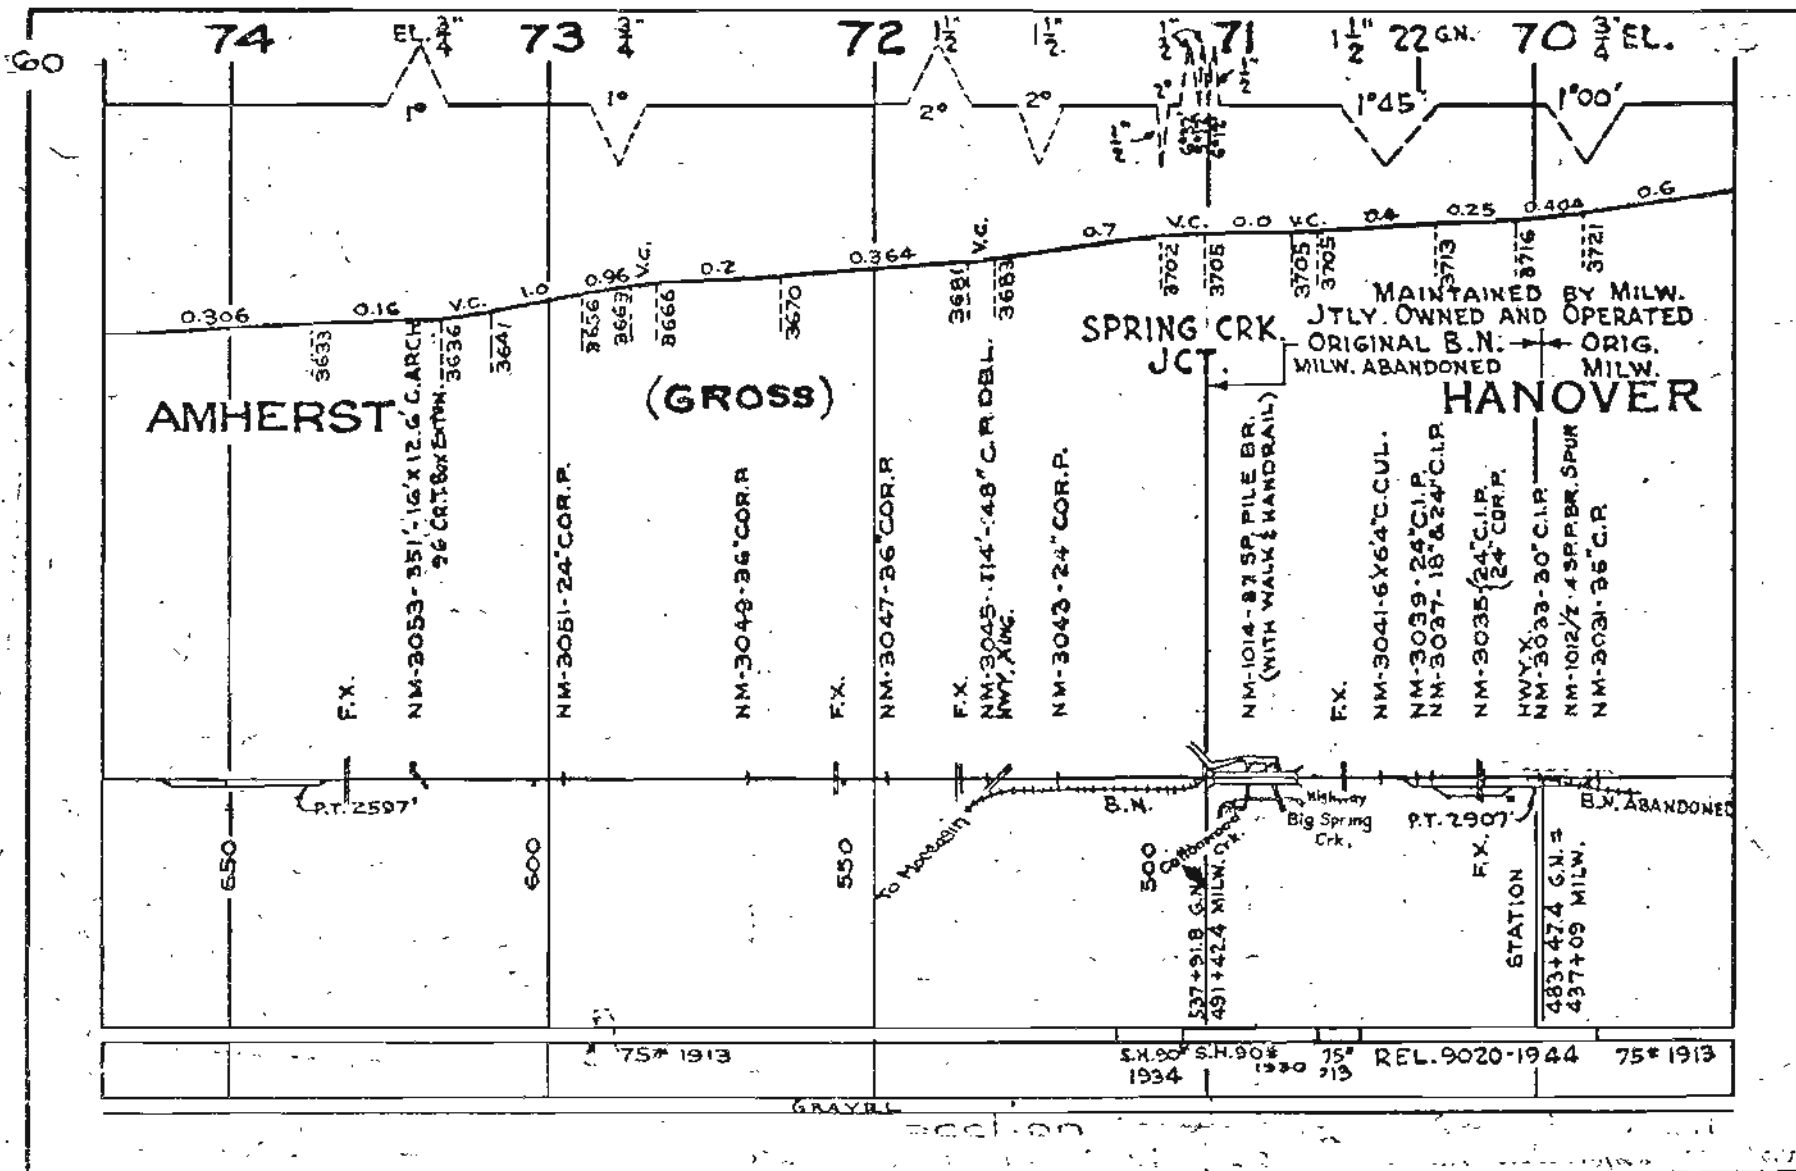 60
74 EL. 3/4" 73 3/4" 72 1 1/2" 1 1/2" 1/2" 71 1 1/2" 22 G.N. 70 3/4" EL.
1° 1° 2° 2° 2° 1°45' 1°00'
0.306 0.16 V.C. 1.0 0.96 V.C. 0.2 0.364 V.C. 0.7 V.C. 0.0 V.C. 0.4 0.25 0.404 0.6
3633
3636
3641
3656
3663
3666
3670
3681
3683
3702
3705
3705
3705
3713
3716
3721
MAINTAINED BY MILW.
JTLY. OWNED AND OPERATED
ORIGINAL B.N. ORIG.
MILW. ABANDONED MILW.
SPRING CRK.
JCT.
AMHERST
(GROSS)
HANOVER
F.X.
NM-3053-351'-16'X12.6'C.ARCH
96' CRT.BOX EXTN.
NM-3051-24"COR.P.
NM-3049-36"COR.P.
F.X.
NM-3047-36"COR.P.
F.X.
NM-3045-114'-48"C.P.DBL.
HWY. XING.
NM-3043-24"COR.P.
NM-1014-8 SP. PILE BR.
(WITH WALK & HANDRAIL)
F.X.
NM-3041-6'X6'4"C.CUL.
NM-3039-24"C.I.P.
NM-3037-18"&24"C.I.P.
NM-3035-{24"C.I.P.
{24" COR.P.
HWY.X.
NM-3033-30"C.I.P.
NM-1012/2-4SP.P.BR.SPUR
NM-3031-36"C.P.
P.T. 2597'
B.N.
To Moccasin
Cottonwood
Crk.
Highway
Big Spring
Crk.
P.T. 2907'
B.N. ABANDONED
F.X.
650
600
550
500
537+91.8 G.N.
491+42.4 MILW.
STATION
483+47.4 G.N.=
437+09 MILW.
75# 1913
S.H.90#
1934
S.H.90#
1930
75#
'13
REL.9020-1944
75# 1913
GRAVEL